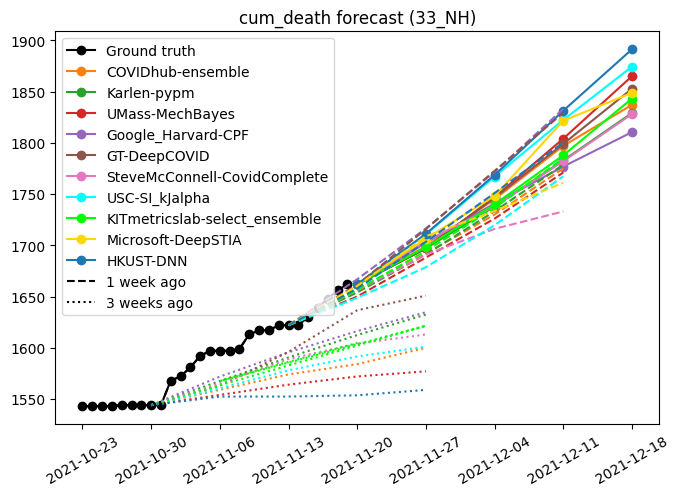 cum_death forecast (33_NH)
1900
1850
1800
1750
1700
1650
1600
1550
Ground truth
COVIDhub-ensemble
Karlen-pypm
UMass-MechBayes
Google_Harvard-CPF
GT-DeepCOVID
SteveMcConnell-CovidComplete
USC-SI_kJalpha
KITmetricslab-select_ensemble
Microsoft-DeepSTIA
HKUST-DNN
1 week ago
3 weeks ago
2021-10-23
2021-10-30
2021-11-06
2021-11-13
2021-11-20
2021-11-27
2021-12-04
2021-12-11
2021-12-18